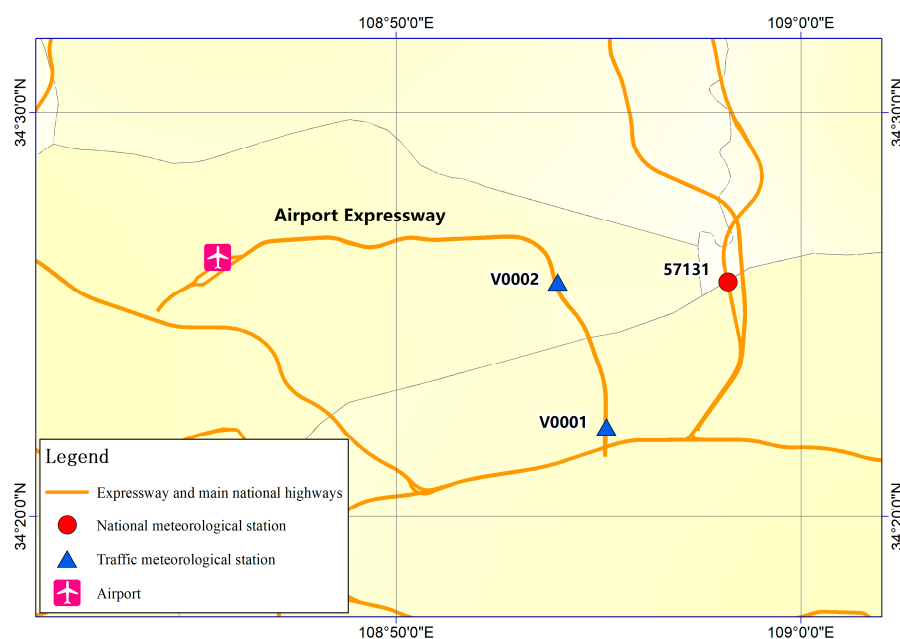 108°50'0"E 109°0'0"E
34°30'0"N 34°30'0"N
Airport Expressway
57131
V0002
V0001
Legend
Expressway and main national highways
National meteorological station
Traffic meteorological station
Airport
34°20'0"N 34°20'0"N
108°50'0"E 109°0'0"E